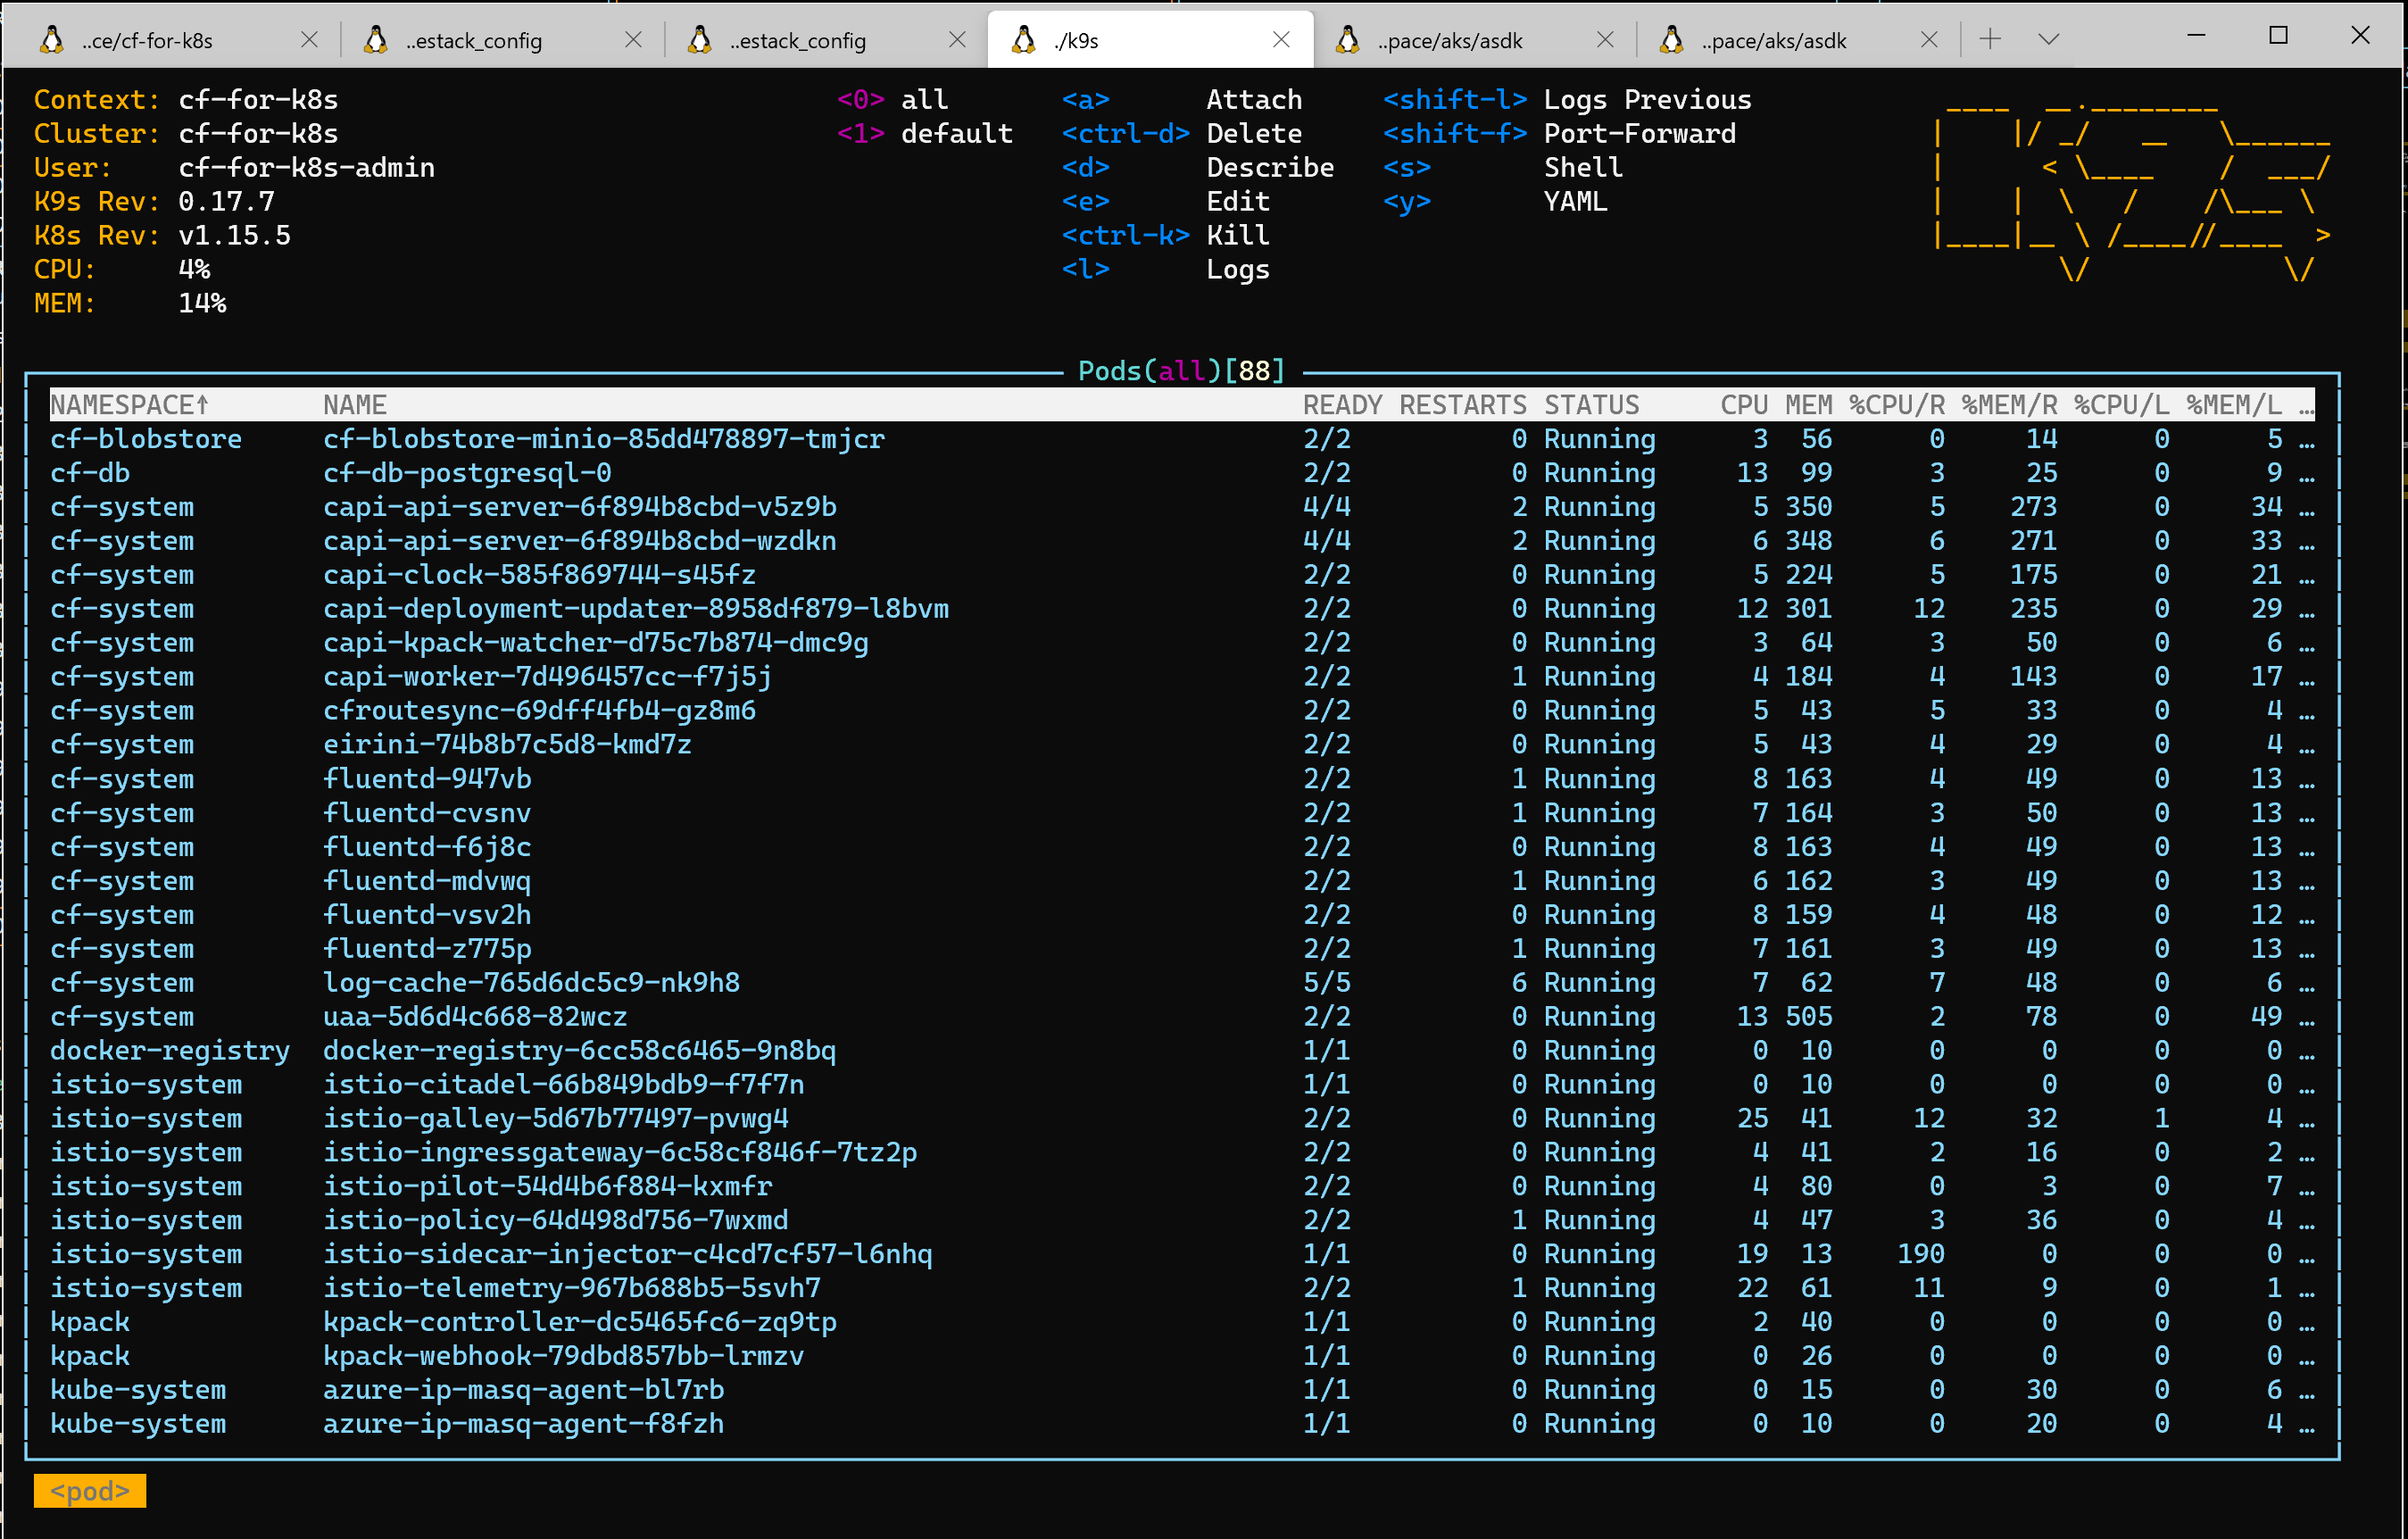 ..ce/cf-for-k8s ..estack_config ..estack_config ./k9s ..pace/aks/asdk ..pace/aks/asdk
Context: cf-for-k8s <0> all <a> Attach <shift-l> Logs Previous
Cluster: cf-for-k8s <1> default <ctrl-d> Delete <shift-f> Port-Forward
User: cf-for-k8s-admin <d> Describe <s> Shell
K9s Rev: 0.17.7 <e> Edit <y> YAML
K8s Rev: v1.15.5 <ctrl-k> Kill
CPU: 4% <l> Logs
MEM: 14%
Pods(all)[88]
NAMESPACE↑ NAME READY RESTARTS STATUS CPU MEM %CPU/R %MEM/R %CPU/L %MEM/L …
cf-blobstore cf-blobstore-minio-85dd478897-tmjcr 2/2 0 Running 3 56 0 14 0 5 …
cf-db cf-db-postgresql-0 2/2 0 Running 13 99 3 25 0 9 …
cf-system capi-api-server-6f894b8cbd-v5z9b 4/4 2 Running 5 350 5 273 0 34 …
cf-system capi-api-server-6f894b8cbd-wzdkn 4/4 2 Running 6 348 6 271 0 33 …
cf-system capi-clock-585f869744-s45fz 2/2 0 Running 5 224 5 175 0 21 …
cf-system capi-deployment-updater-8958df879-l8bvm 2/2 0 Running 12 301 12 235 0 29 …
cf-system capi-kpack-watcher-d75c7b874-dmc9g 2/2 0 Running 3 64 3 50 0 6 …
cf-system capi-worker-7d496457cc-f7j5j 2/2 1 Running 4 184 4 143 0 17 …
cf-system cfroutesync-69dff4fb4-gz8m6 2/2 0 Running 5 43 5 33 0 4 …
cf-system eirini-74b8b7c5d8-kmd7z 2/2 0 Running 5 43 4 29 0 4 …
cf-system fluentd-947vb 2/2 1 Running 8 163 4 49 0 13 …
cf-system fluentd-cvsnv 2/2 1 Running 7 164 3 50 0 13 …
cf-system fluentd-f6j8c 2/2 0 Running 8 163 4 49 0 13 …
cf-system fluentd-mdvwq 2/2 1 Running 6 162 3 49 0 13 …
cf-system fluentd-vsv2h 2/2 0 Running 8 159 4 48 0 12 …
cf-system fluentd-z775p 2/2 1 Running 7 161 3 49 0 13 …
cf-system log-cache-765d6dc5c9-nk9h8 5/5 6 Running 7 62 7 48 0 6 …
cf-system uaa-5d6d4c668-82wcz 2/2 0 Running 13 505 2 78 0 49 …
docker-registry docker-registry-6cc58c6465-9n8bq 1/1 0 Running 0 10 0 0 0 0 …
istio-system istio-citadel-66b849bdb9-f7f7n 1/1 0 Running 0 10 0 0 0 0 …
istio-system istio-galley-5d67b77497-pvwg4 2/2 0 Running 25 41 12 32 1 4 …
istio-system istio-ingressgateway-6c58cf846f-7tz2p 2/2 0 Running 4 41 2 16 0 2 …
istio-system istio-pilot-54d4b6f884-kxmfr 2/2 0 Running 4 80 0 3 0 7 …
istio-system istio-policy-64d498d756-7wxmd 2/2 1 Running 4 47 3 36 0 4 …
istio-system istio-sidecar-injector-c4cd7cf57-l6nhq 1/1 0 Running 19 13 190 0 0 0 …
istio-system istio-telemetry-967b688b5-5svh7 2/2 1 Running 22 61 11 9 0 1 …
kpack kpack-controller-dc5465fc6-zq9tp 1/1 0 Running 2 40 0 0 0 0 …
kpack kpack-webhook-79dbd857bb-lrmzv 1/1 0 Running 0 26 0 0 0 0 …
kube-system azure-ip-masq-agent-bl7rb 1/1 0 Running 0 15 0 30 0 6 …
kube-system azure-ip-masq-agent-f8fzh 1/1 0 Running 0 10 0 20 0 4 …
<pod>